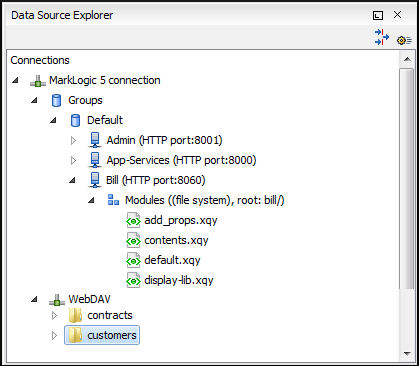 Data Source Explorer
Connections
MarkLogic 5 connection
Groups
Default
Admin (HTTP port:8001)
App-Services (HTTP port:8000)
Bill (HTTP port:8060)
Modules ((file system), root: bill/)
add_props.xqy
contents.xqy
default.xqy
display-lib.xqy
WebDAV
contracts
customers